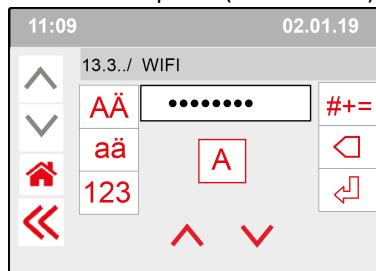 11:09 02.01.19
13.3../ WIFI
AÄ •••••••• #+=
aä A
123